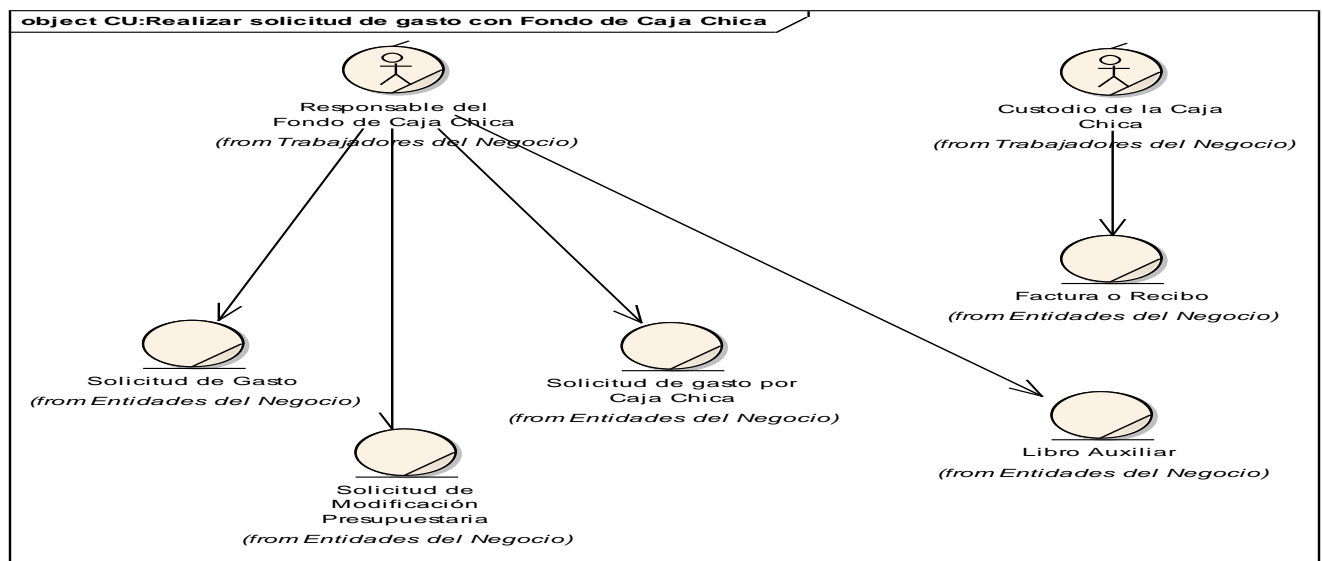 object CU:Realizar solicitud de gasto con Fondo de Caja Chica
Responsable del
Fondo de Caja Chica
(from Trabajadores del Negocio)
Custodio de la Caja
Chica
(from Trabajadores del Negocio)
Factura o Recibo
(from Entidades del Negocio)
Solicitud de Gasto
(from Entidades del Negocio)
Solicitud de gasto por
Caja Chica
(from Entidades del Negocio)
Libro Auxiliar
(from Entidades del Negocio)
Solicitud de
Modificación
Presupuestaria
(from Entidades del Negocio)